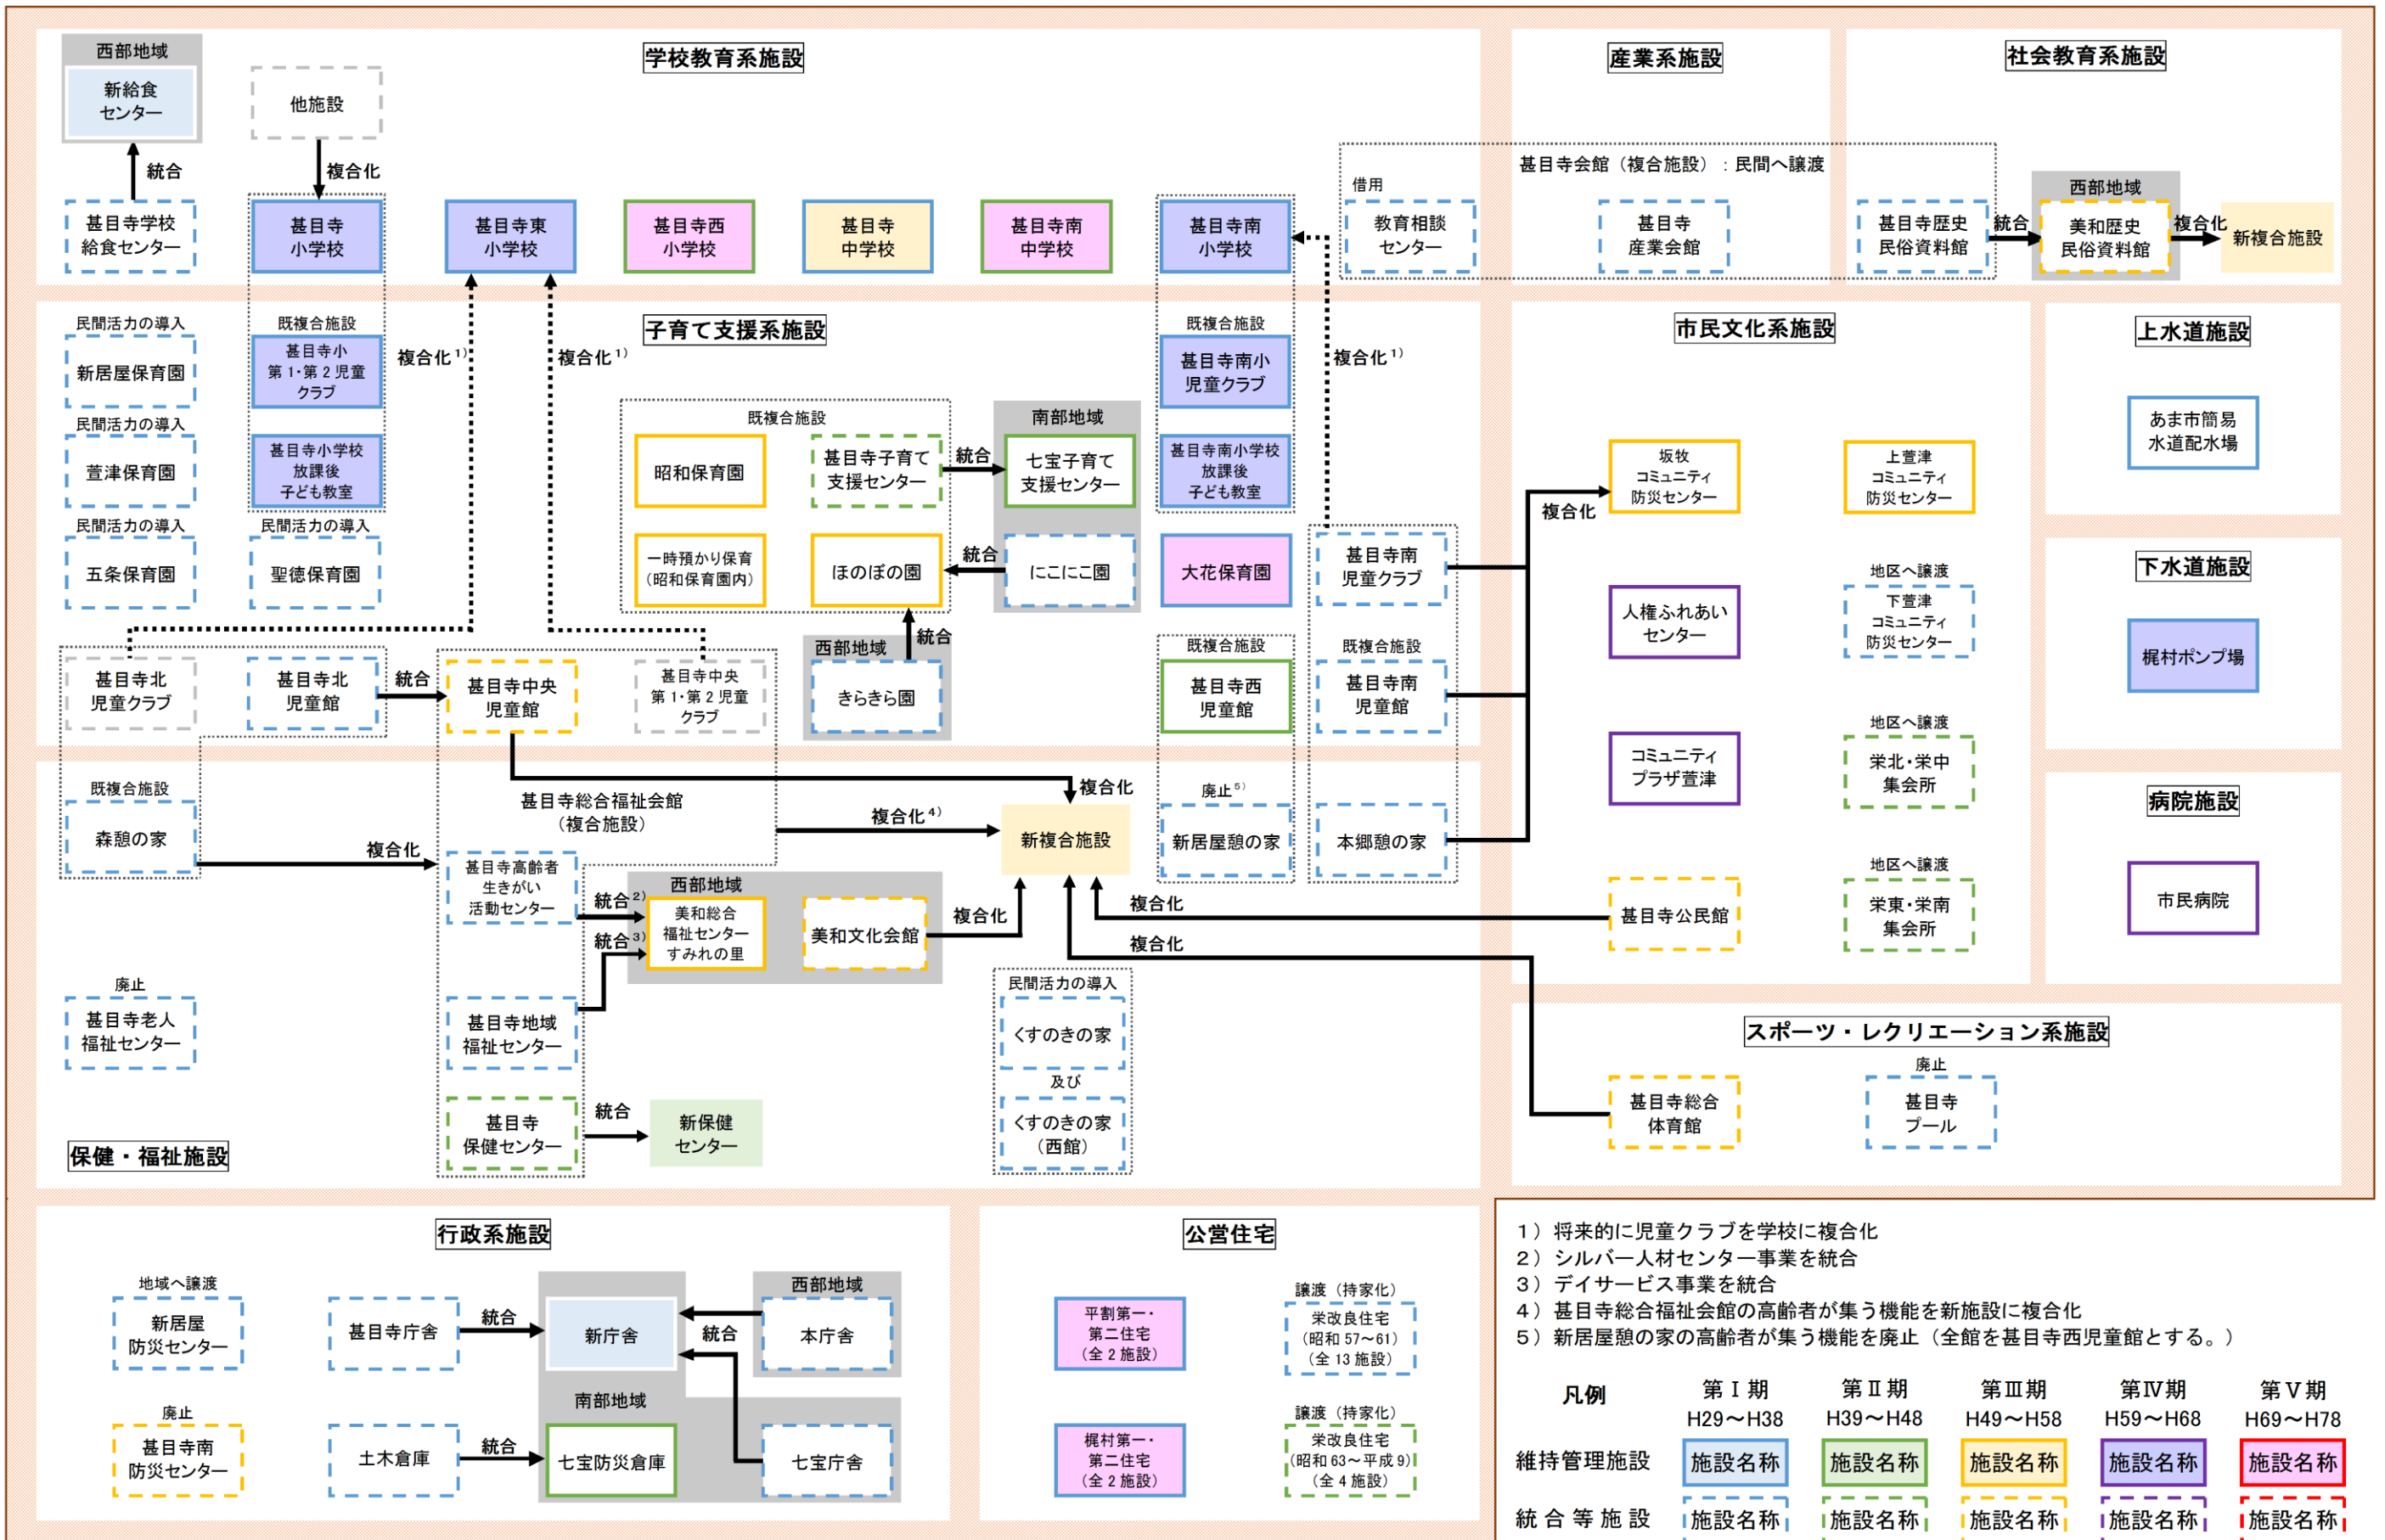 学校教育系施設
西部地域
新給食
センター
統合
甚目寺学校
給食センター
他施設
複合化
甚目寺
小学校
甚目寺東
小学校
甚目寺西
小学校
甚目寺
中学校
甚目寺南
中学校
甚目寺南
小学校
借用
教育相談
センター
産業系施設
甚目寺会館（複合施設）：民間へ譲渡
甚目寺
産業会館
社会教育系施設
甚目寺歴史
民俗資料館
統合
西部地域
美和歴史
民俗資料館
複合化
新複合施設
子育て支援系施設
民間活力の導入
新居屋保育園
民間活力の導入
萱津保育園
民間活力の導入
五条保育園
既複合施設
甚目寺小
第1・第2児童
クラブ
甚目寺小学校
放課後
子ども教室
民間活力の導入
聖徳保育園
複合化1）
複合化1）
既複合施設
昭和保育園
甚目寺子育て
支援センター
統合
南部地域
七宝子育て
支援センター
一時預かり保育
（昭和保育園内）
ほのぼの園
統合
にこにこ園
統合
西部地域
きらきら園
既複合施設
甚目寺南小
児童クラブ
甚目寺南小学校
放課後
子ども教室
大花保育園
複合化1）
甚目寺南
児童クラブ
既複合施設
甚目寺西
児童館
既複合施設
甚目寺南
児童館
甚目寺北
児童クラブ
甚目寺北
児童館
統合
甚目寺中央
児童館
甚目寺中央
第1・第2児童
クラブ
市民文化系施設
複合化
坂牧
コミュニティ
防災センター
上萱津
コミュニティ
防災センター
人権ふれあい
センター
地区へ譲渡
下萱津
コミュニティ
防災センター
コミュニティ
プラザ萱津
地区へ譲渡
栄北・栄中
集会所
甚目寺公民館
地区へ譲渡
栄東・栄南
集会所
上水道施設
あま市簡易
水道配水場
下水道施設
梶村ポンプ場
病院施設
市民病院
既複合施設
森憩の家
複合化
甚目寺総合福祉会館
（複合施設）
複合化4）
複合化
新複合施設
廃止5）
新居屋憩の家
本郷憩の家
甚目寺高齢者
生きがい
活動センター
統合2）
統合3）
西部地域
美和総合
福祉センター
すみれの里
美和文化会館
複合化
複合化
複合化
廃止
甚目寺老人
福祉センター
甚目寺地域
福祉センター
甚目寺
保健センター
統合
新保健
センター
民間活力の導入
くすのきの家
及び
くすのきの家
（西館）
保健・福祉施設
スポーツ・レクリエーション系施設
甚目寺総合
体育館
廃止
甚目寺
プール
行政系施設
地域へ譲渡
新居屋
防災センター
甚目寺庁舎
統合
新庁舎
統合
西部地域
本庁舎
南部地域
廃止
甚目寺南
防災センター
土木倉庫
統合
七宝防災倉庫
七宝庁舎
公営住宅
平割第一・
第二住宅
（全2施設）
譲渡（持家化）
栄改良住宅
（昭和57～61）
（全13施設）
梶村第一・
第二住宅
（全2施設）
譲渡（持家化）
栄改良住宅
（昭和63～平成9）
（全4施設）
1）将来的に児童クラブを学校に複合化
2）シルバー人材センター事業を統合
3）デイサービス事業を統合
4）甚目寺総合福祉会館の高齢者が集う機能を新施設に複合化
5）新居屋憩の家の高齢者が集う機能を廃止（全館を甚目寺西児童館とする。）
凡例 第Ⅰ期 第Ⅱ期 第Ⅲ期 第Ⅳ期 第Ⅴ期
H29～H38 H39～H48 H49～H58 H59～H68 H69～H78
維持管理施設 施設名称 施設名称 施設名称 施設名称 施設名称
統合等施設 施設名称 施設名称 施設名称 施設名称 施設名称